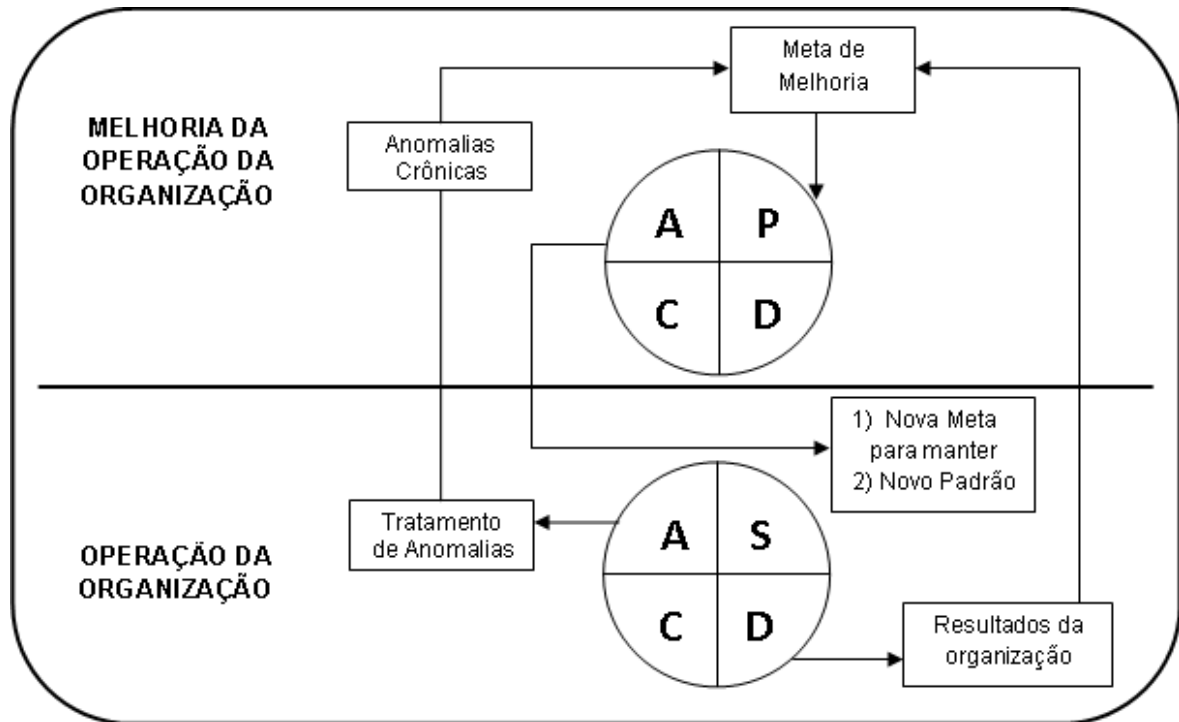 Meta de
Melhoria
MELHORIA DA
OPERAÇÃO DA
ORGANIZAÇÃO
Anomalias
Crônicas
A P
C D
1) Nova Meta
para manter
2) Novo Padrão
Tratamento
de Anomalias
A S
C D
OPERAÇÃO DA
ORGANIZAÇÃO
Resultados da
organização